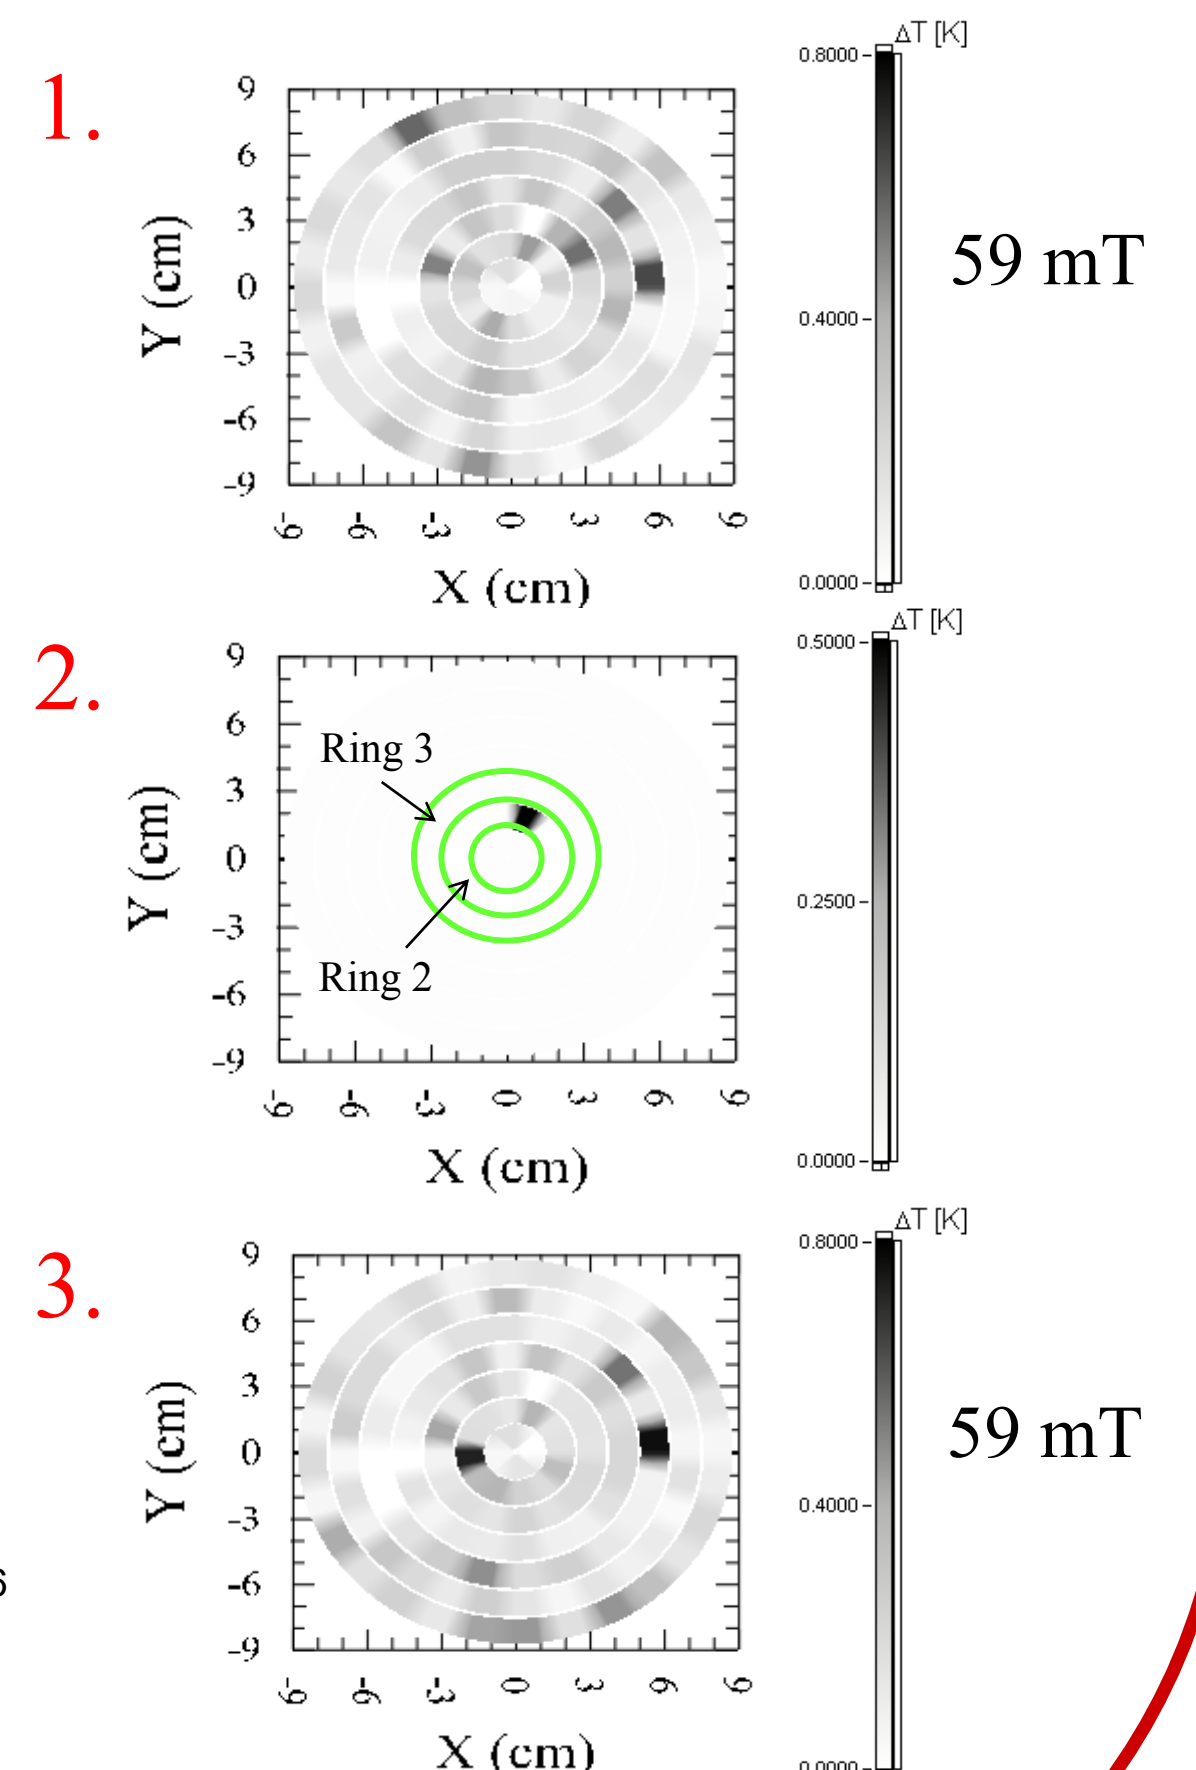 1.
ΔT [K]
0.8000
0.4000
0.0000
59 mT
9
6
3
0
-3
-6
-9
Y (cm)
-9 -6 -3 0 3 6 9
X (cm)
2.
ΔT [K]
0.5000
0.2500
0.0000
9
6
3
0
-3
-6
-9
Y (cm)
Ring 3
Ring 2
-9 -6 -3 0 3 6 9
X (cm)
3.
ΔT [K]
0.8000
0.4000
0.0000
59 mT
9
6
3
0
-3
-6
-9
Y (cm)
-9 -6 -3 0 3 6 9
X (cm)
6